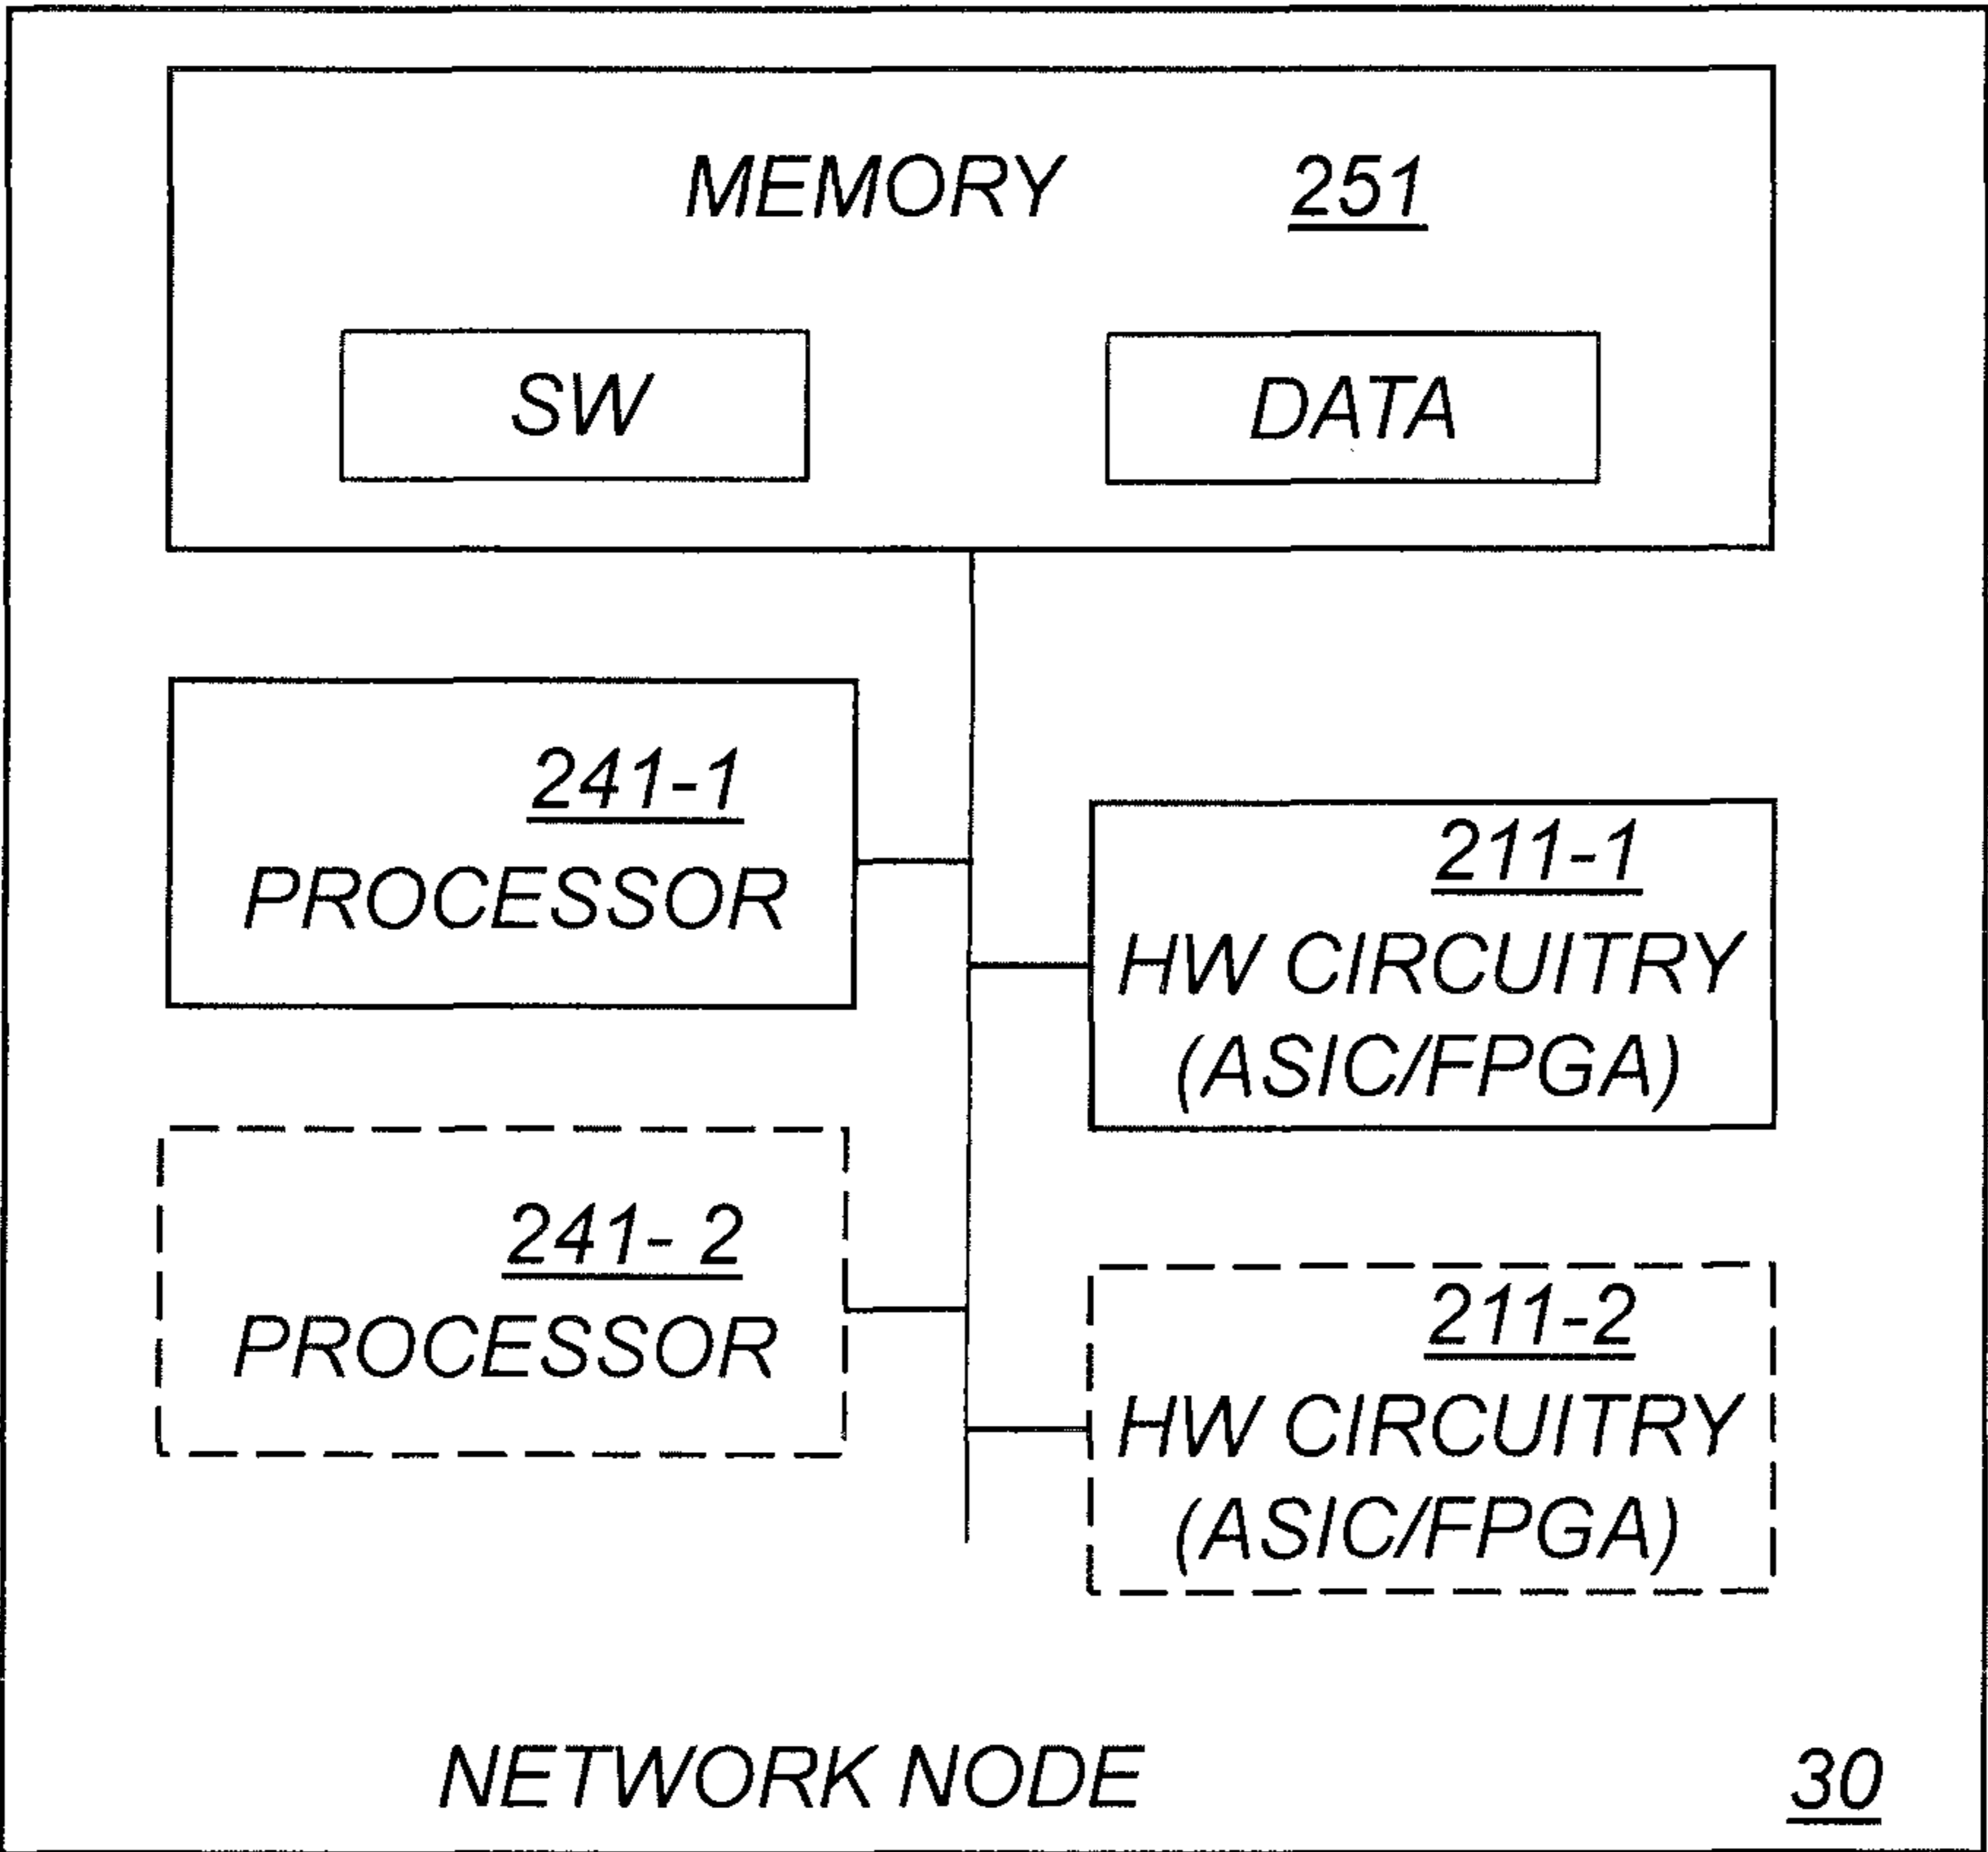 MEMORY 251
SW
DATA
241-1
PROCESSOR
211-1
HW CIRCUITRY
(ASIC/FPGA)
241- 2
PROCESSOR
211-2
HW CIRCUITRY
(ASIC/FPGA)
NETWORK NODE 30